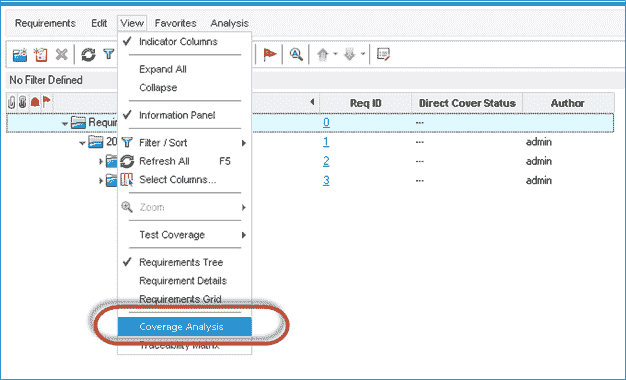 Requirements Edit View Favorites Analysis
Indicator Columns
Expand All
Collapse
No Filter Defined
Req ID Direct Cover Status Author
Information Panel
Requir 0 ---
Filter / Sort
20 1 --- admin
Refresh All F5
2 --- admin
Select Columns...
3 --- admin
Zoom
Test Coverage
Requirements Tree
Requirement Details
Requirements Grid
Coverage Analysis
Traceability Matrix